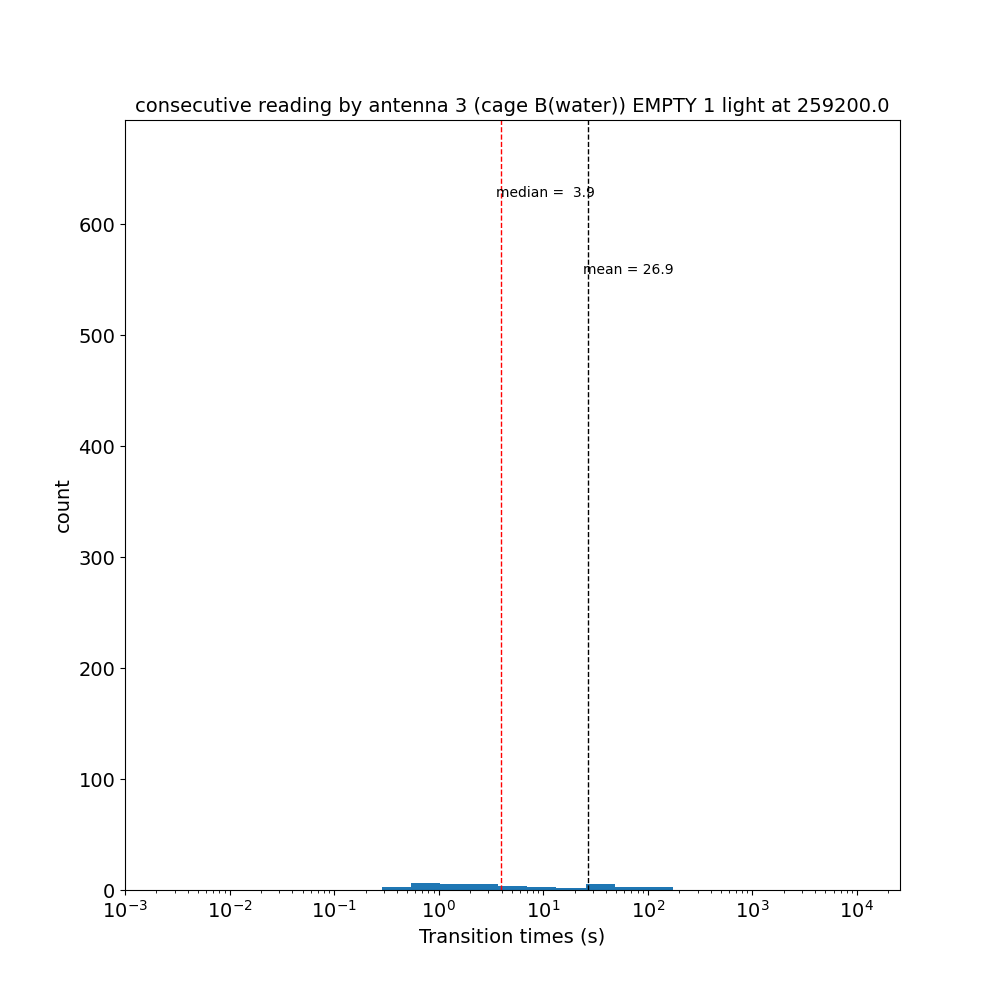 consecutive reading by antenna 3 (cage B(water)) EMPTY 1 light at 259200.0
median =  3.9
mean = 26.9
600
500
400
300
200
100
0
count
10⁻³ 10⁻² 10⁻¹ 10⁰ 10¹ 10² 10³ 10⁴
Transition times (s)